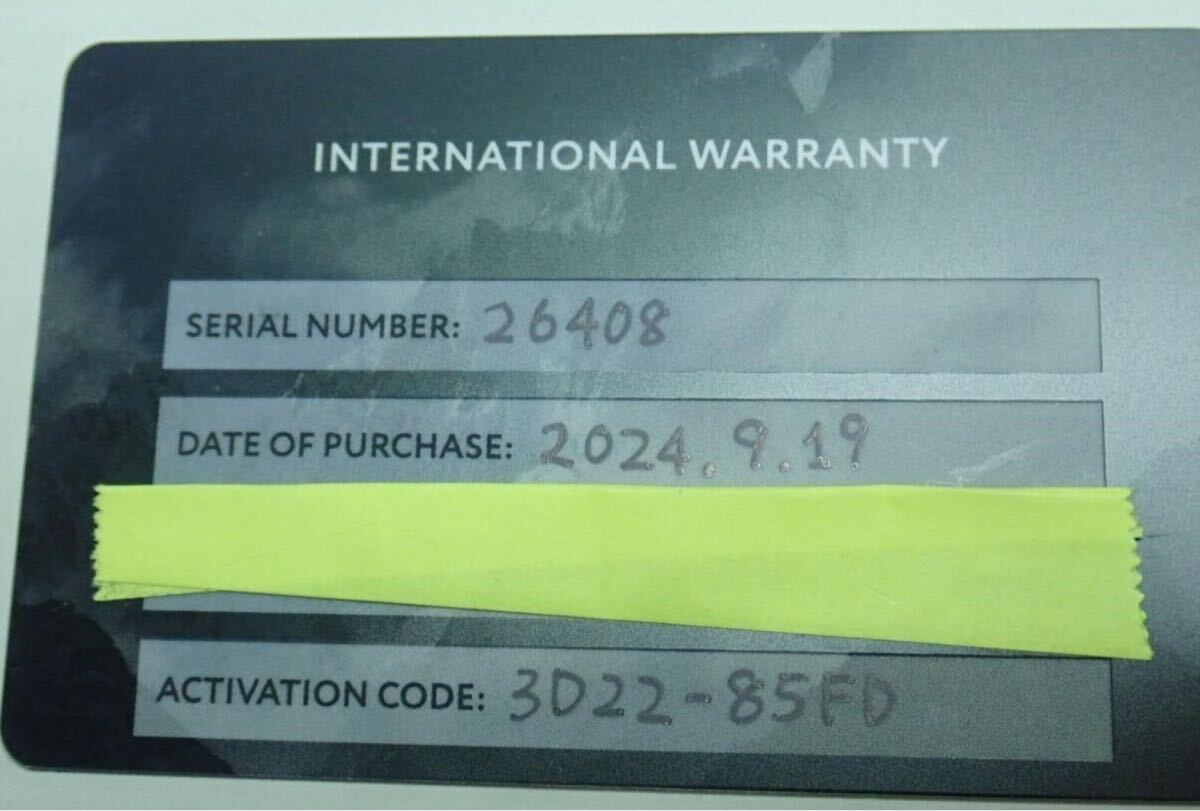 INTERNATIONAL WARRANTY
SERIAL NUMBER: 26408
DATE OF PURCHASE: 2024.9.19
ACTIVATION CODE: 3D22-85FD